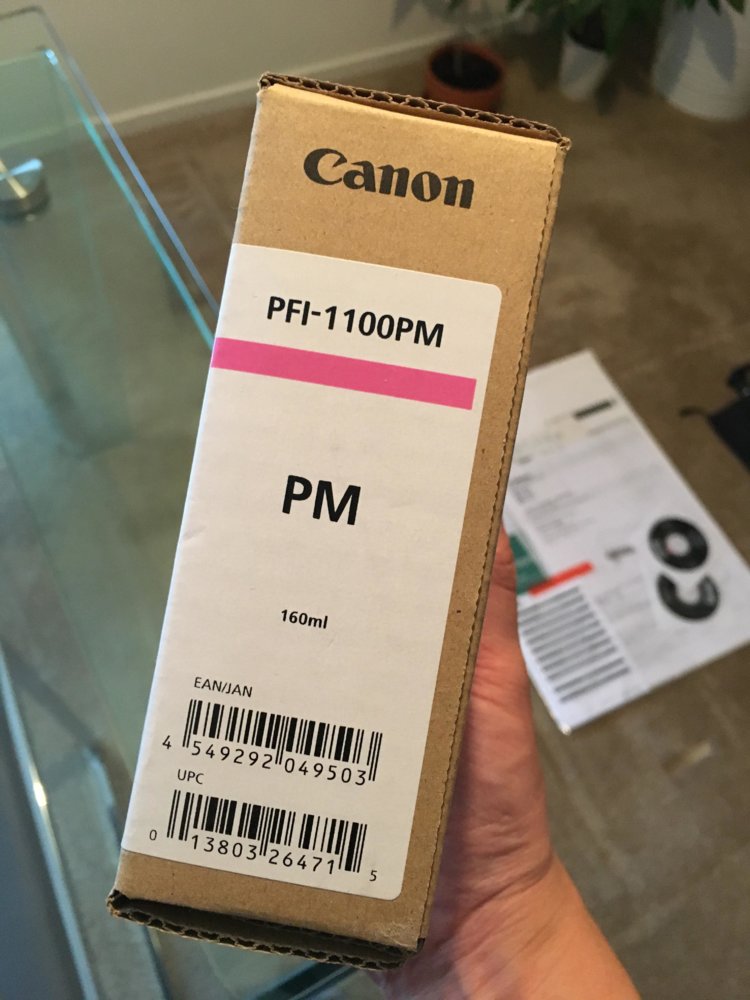 Canon
PFI-1100PM
PM
160ml
EAN/JAN
4 549292 049503
UPC
0 13803 26471 5